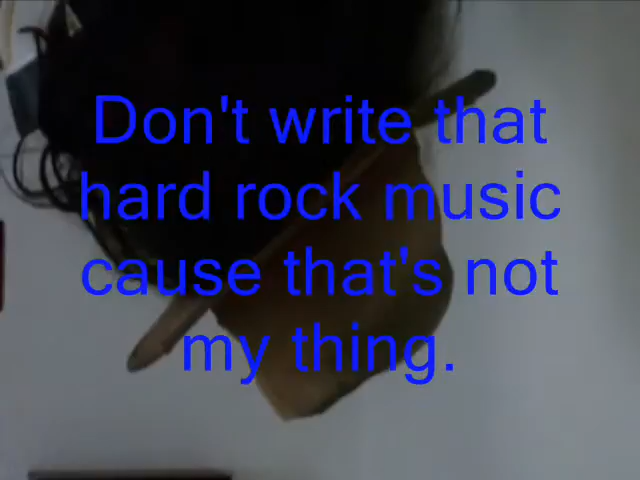 Don't write that
hard rock music
cause that's not
my thing.